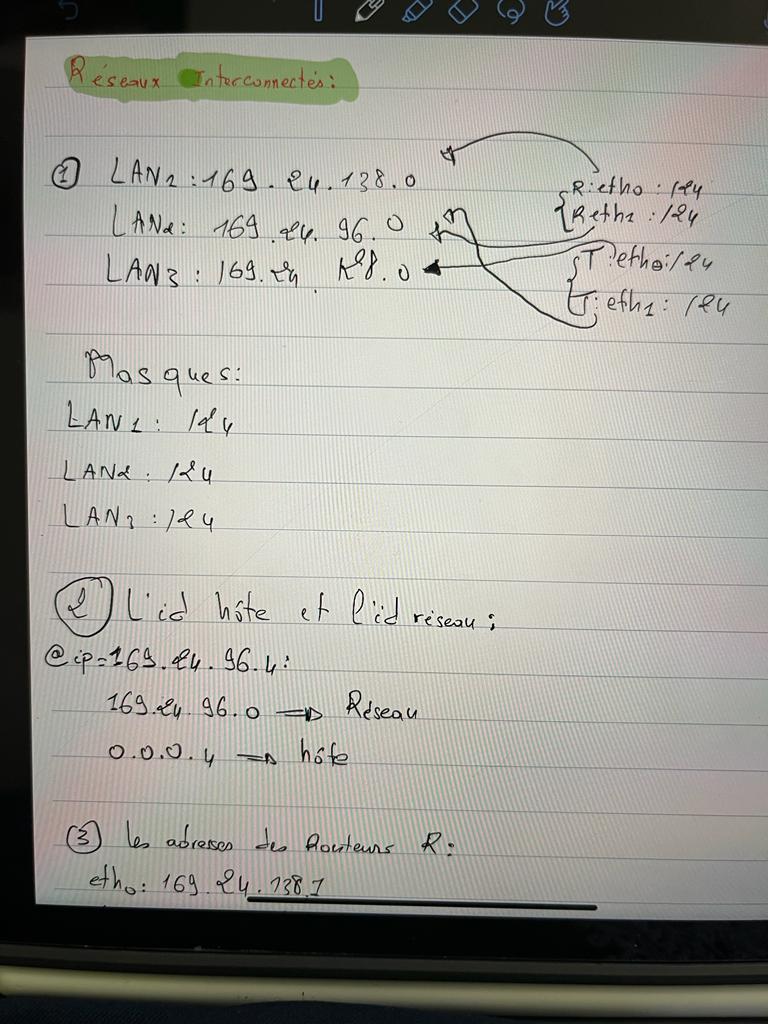 Réseaux Interconnectés:
① LAN1 : 169.24.138.0
LAN2: 169.24.96.0
LAN3 : 169.24. 128.0
R: eth0 : /24
R eth1 : /24
T: eth0: /24
T: eth1: /24
Masques:
LAN1: /24
LAN2: /24
LAN3 : /24
② L'id hôte et l'id réseau ;
@ip=169.24.96.4:
169.24.96.0 ⇒ Réseau
0.0.0.4 ⇒ hôte
③ les adresses des Routeurs R:
eth0: 169.24.138.1